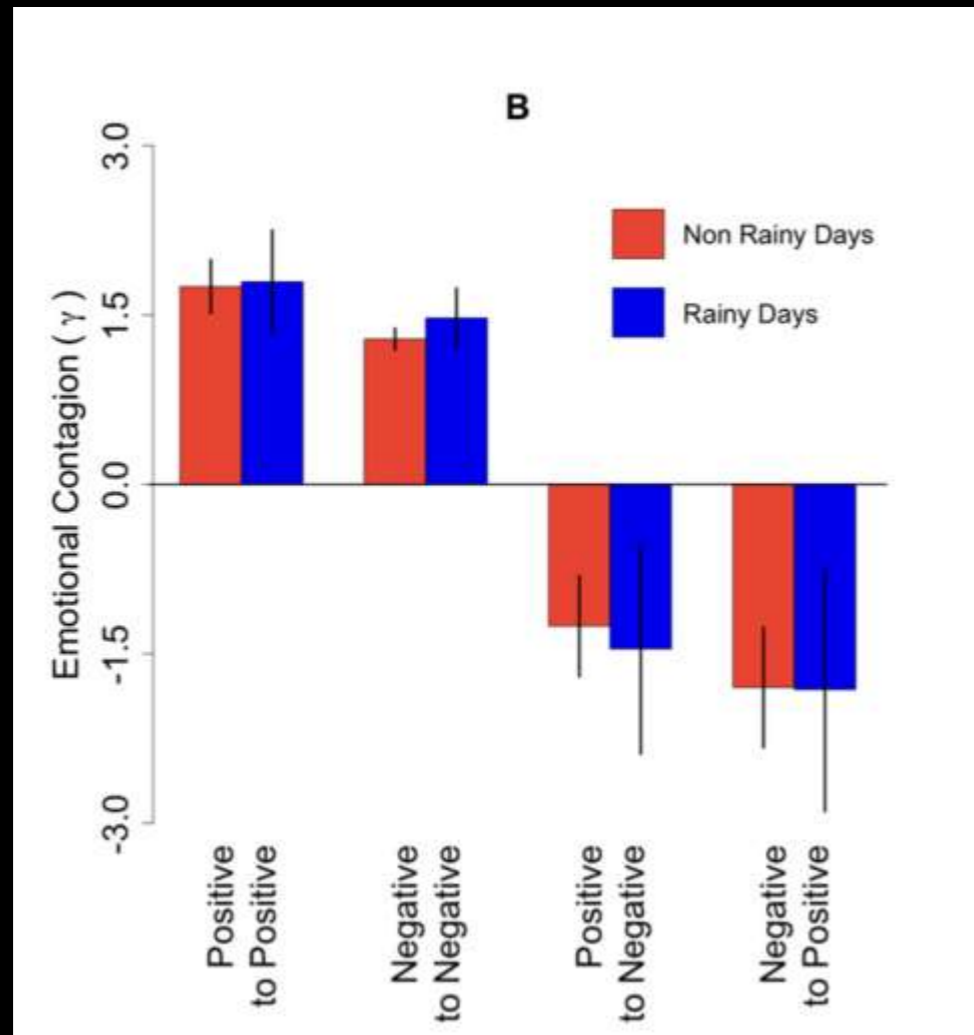 B
3.0
1.5
0.0
-1.5
-3.0
Emotional Contagion ( γ )
Non Rainy Days
Rainy Days
Positive
to Positive
Negative
to Negative
Positive
to Negative
Negative
to Positive